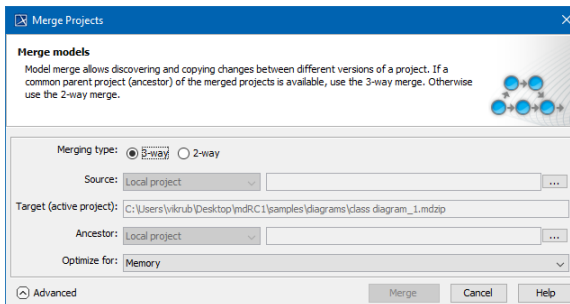 Merge Projects
Merge models
Model merge allows discovering and copying changes between different versions of a project. If a
common parent project (ancestor) of the merged projects is available, use the 3-way merge. Otherwise
use the 2-way merge.
Merging type: 3-way 2-way
Source: Local project ...
Target (active project): C:\Users\vikrub\Desktop\mdRC1\samples\diagrams\class diagram_1.mdzip
Ancestor: Local project ...
Optimize for: Memory
Advanced Merge Cancel Help